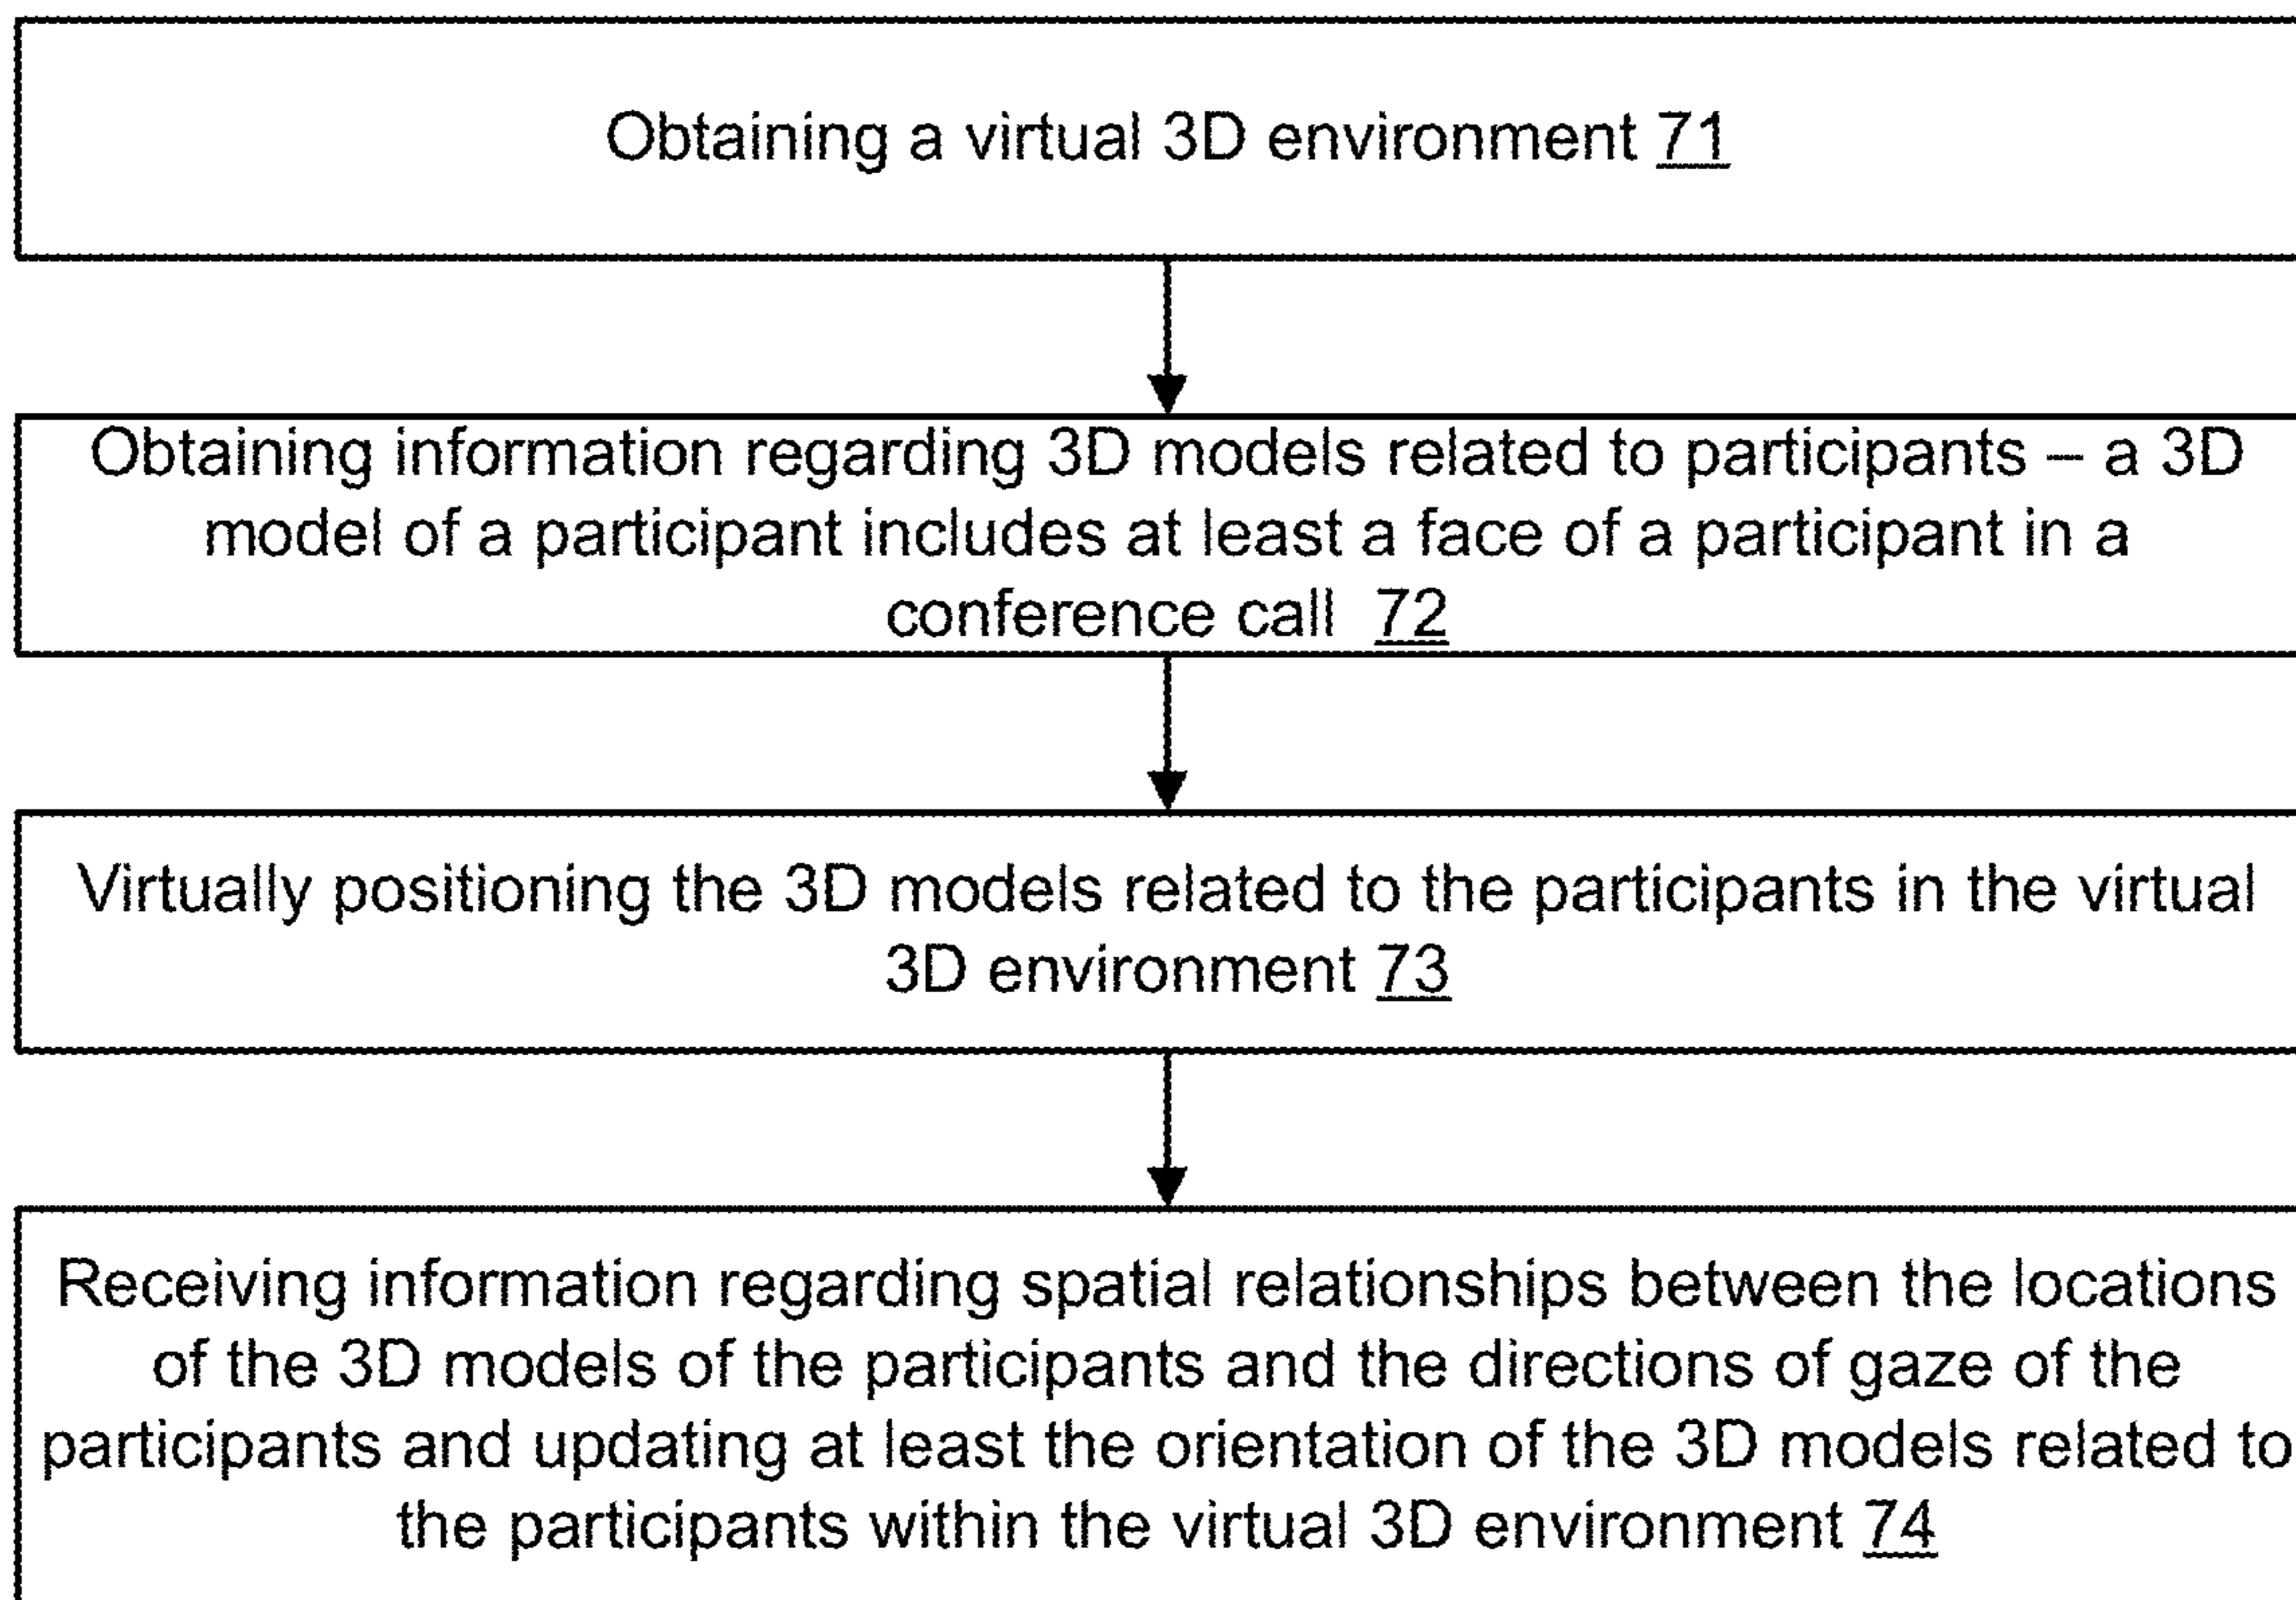 Obtaining a virtual 3D environment 71
Obtaining information regarding 3D models related to participants – a 3D
model of a participant includes at least a face of a participant in a
conference call 72
Virtually positioning the 3D models related to the participants in the virtual
3D environment 73
Receiving information regarding spatial relationships between the locations
of the 3D models of the participants and the directions of gaze of the
participants and updating at least the orientation of the 3D models related to
the participants within the virtual 3D environment 74